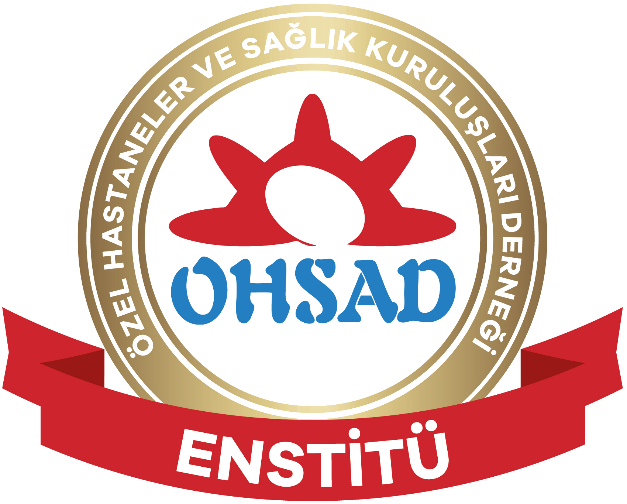 ÖZEL HASTANELER VE SAĞLIK KURULUŞLARI DERNEĞİ
OHSAD
ENSTİTÜ